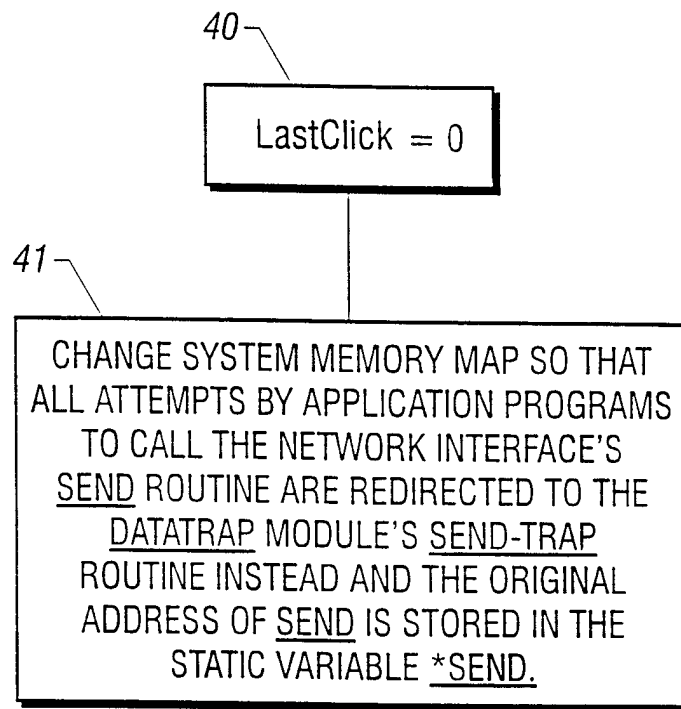 40
LastClick = 0
41
CHANGE SYSTEM MEMORY MAP SO THAT
ALL ATTEMPTS BY APPLICATION PROGRAMS
TO CALL THE NETWORK INTERFACE'S
SEND ROUTINE ARE REDIRECTED TO THE
DATATRAP MODULE'S SEND-TRAP
ROUTINE INSTEAD AND THE ORIGINAL
ADDRESS OF SEND IS STORED IN THE
STATIC VARIABLE *SEND.